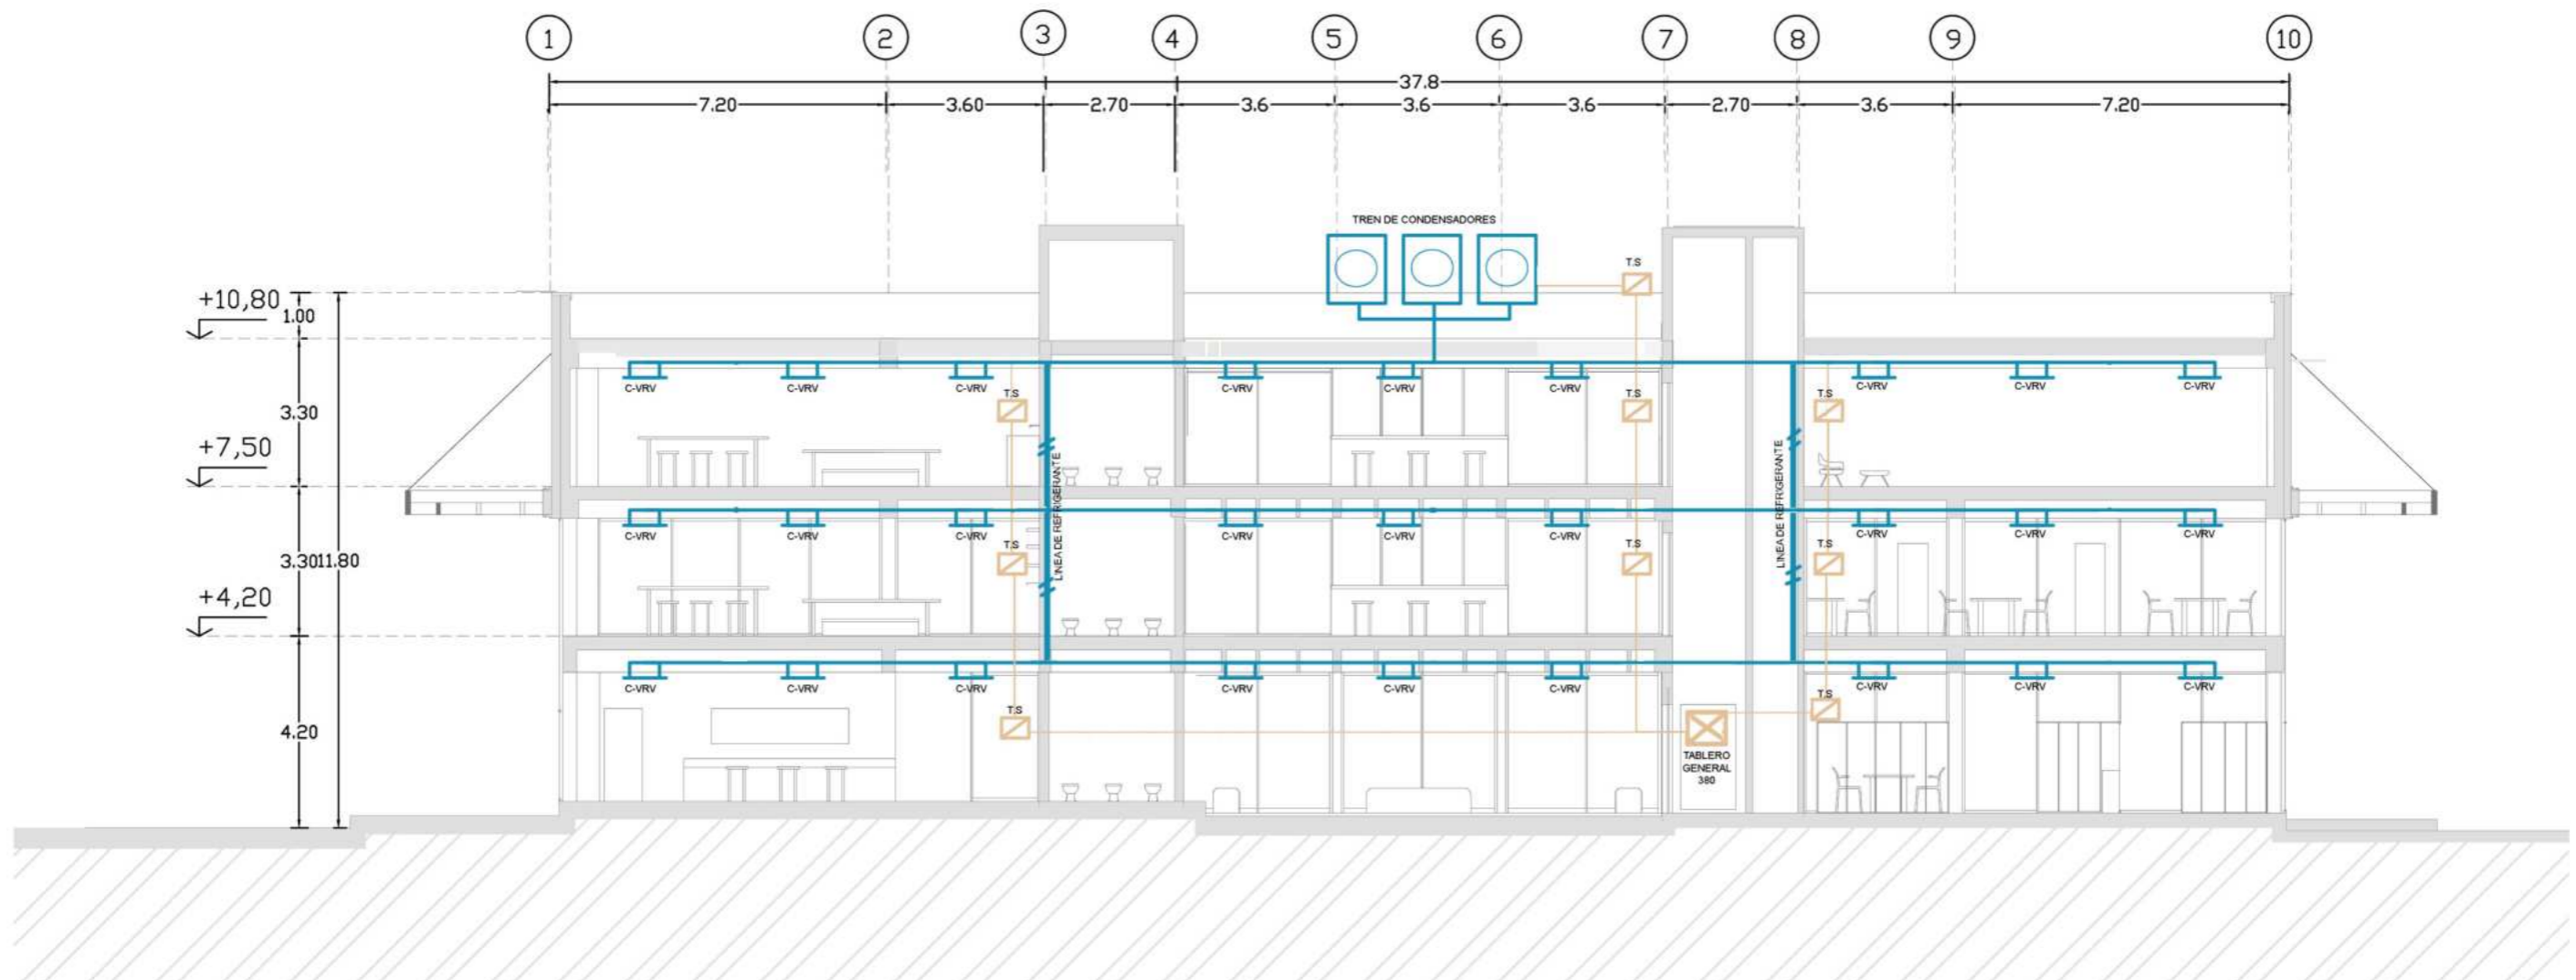 1 2 3 4 5 6 7 8 9 10
37.8
7.20 3.60 2.70 3.6 3.6 3.6 2.70 3.6 7.20
TREN DE CONDENSADORES
T.S
+10,80
1.00
C-VRV C-VRV C-VRV C-VRV C-VRV C-VRV C-VRV C-VRV C-VRV
T.S T.S T.S
3.30
+7,50
LINEA DE REFRIGERANTE
LINEA DE REFRIGERANTE
C-VRV C-VRV C-VRV C-VRV C-VRV C-VRV C-VRV C-VRV C-VRV
T.S T.S T.S
3.30 11.80
+4,20
C-VRV C-VRV C-VRV C-VRV C-VRV C-VRV C-VRV C-VRV C-VRV
T.S T.S
4.20
TABLERO
GENERAL
380